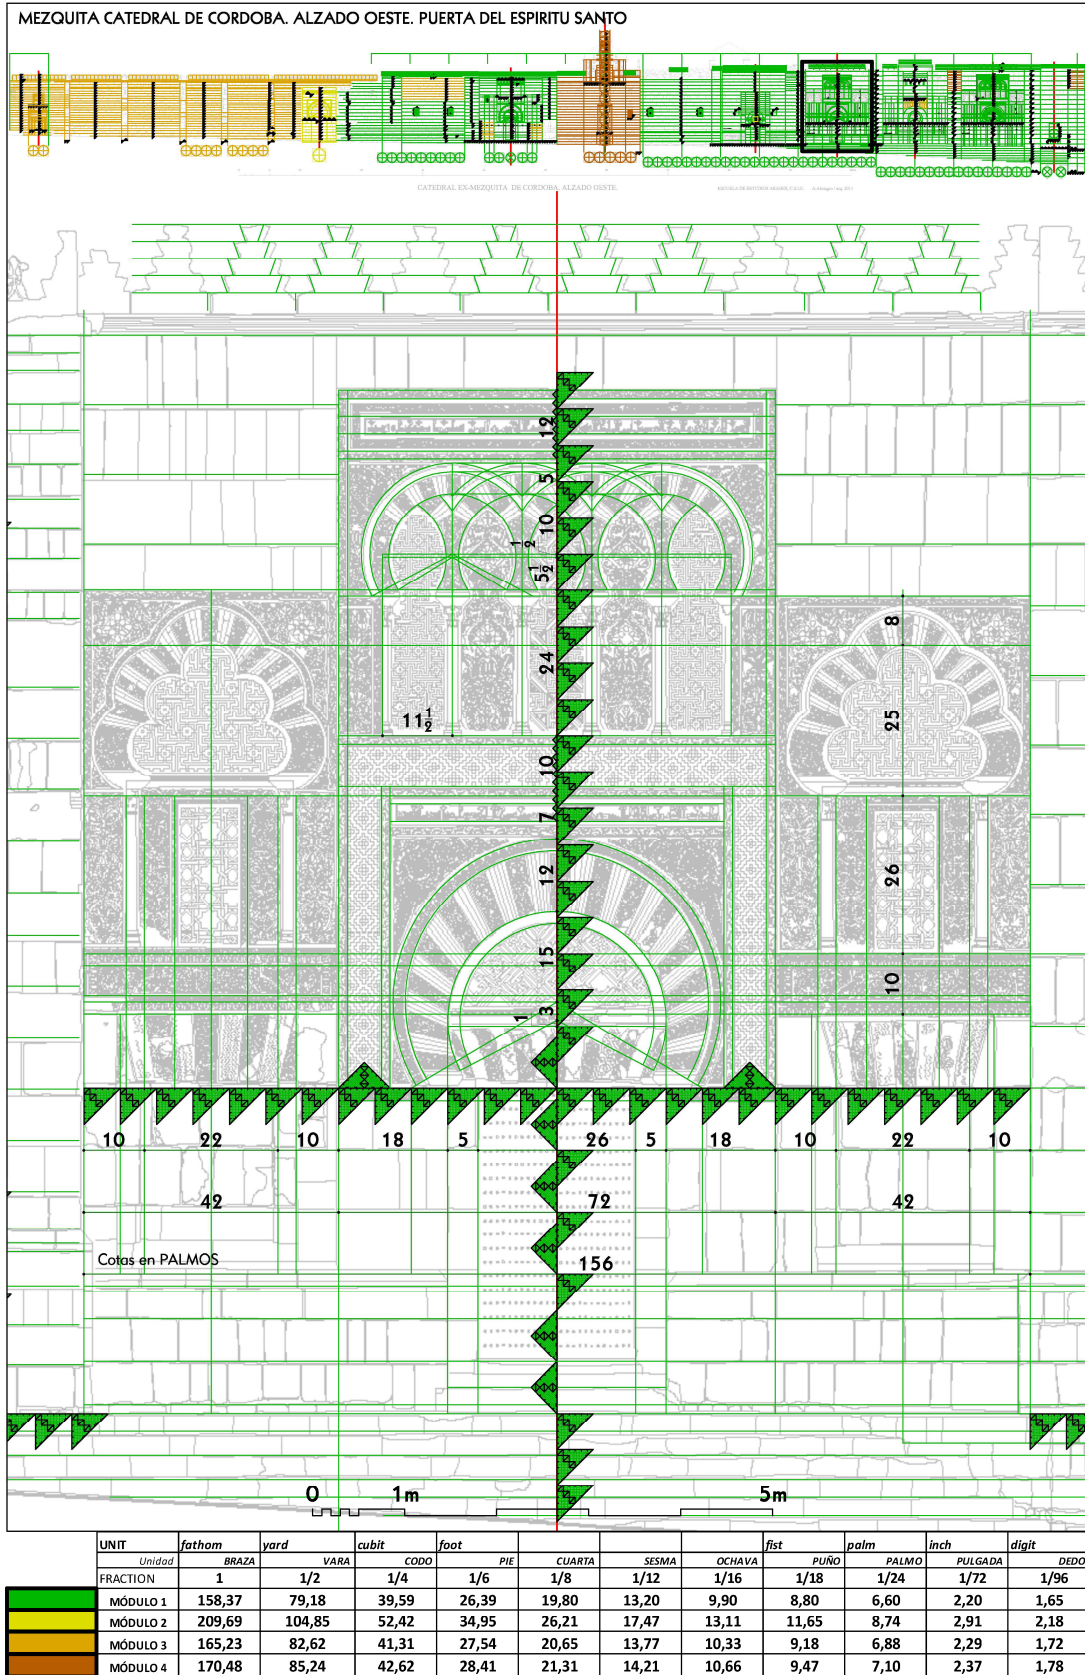 MEZQUITA CATEDRAL DE CORDOBA. ALZADO OESTE. PUERTA DEL ESPIRITU SANTO
CATEDRAL EX-MEZQUITA DE CORDOBA. ALZADO OESTE.
12
5
10
1/2
5 1/2
8
24
11 1/2
25
10
7
12
26
15
10
3
1
10 22 10 18 5 26 5 18 10 22 10
42 72 42
Cotas en PALMOS
156
0 1m 5m
UNIT fathom yard cubit foot fist palm inch digit
Unidad BRAZA VARA CODO PIE CUARTA SESMA OCHAVA PUÑO PALMO PULGADA DEDO
FRACTION 1 1/2 1/4 1/6 1/8 1/12 1/16 1/18 1/24 1/72 1/96
MÓDULO 1 158,37 79,18 39,59 26,39 19,80 13,20 9,90 8,80 6,60 2,20 1,65
MÓDULO 2 209,69 104,85 52,42 34,95 26,21 17,47 13,11 11,65 8,74 2,91 2,18
MÓDULO 3 165,23 82,62 41,31 27,54 20,65 13,77 10,33 9,18 6,88 2,29 1,72
MÓDULO 4 170,48 85,24 42,62 28,41 21,31 14,21 10,66 9,47 7,10 2,37 1,78